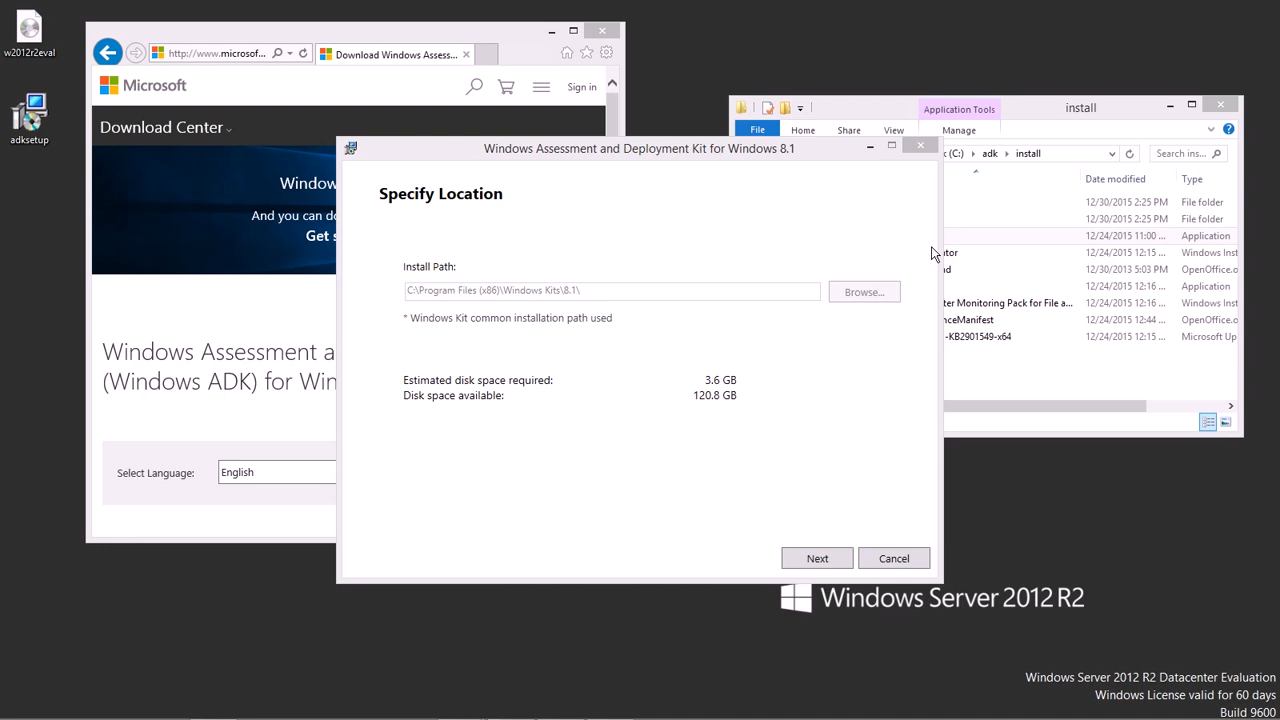 w2012r2eval
adksetup
http://www.microsof...
Download Windows Assess...
Microsoft
Sign in
Download Center
Window
And you can do
Get s
Windows Assessment a
(Windows ADK) for Win
Select Language:
English
Windows Assessment and Deployment Kit for Windows 8.1
Specify Location
Install Path:
C:\Program Files (x86)\Windows Kits\8.1\
Browse...
* Windows Kit common installation path used
Estimated disk space required: 3.6 GB
Disk space available: 120.8 GB
Next
Cancel
Application Tools
install
File
Home
Share
View
Manage
(C:)
adk
install
Search ins...
Date modified
Type
12/30/2015 2:25 PM File folder
12/30/2015 2:25 PM File folder
12/24/2015 11:00 ... Application
ator 12/24/2015 12:15 ... Windows Inst
d 12/30/2013 5:03 PM OpenOffice.o
12/24/2015 12:16 ... Application
ter Monitoring Pack for File a... 12/24/2015 12:16 ... Windows Inst
nceManifest 12/24/2015 12:44 ... OpenOffice.o
-KB2901549-x64 12/24/2015 12:15 ... Microsoft Up
Windows Server 2012 R2
Windows Server 2012 R2 Datacenter Evaluation
Windows License valid for 60 days
Build 9600